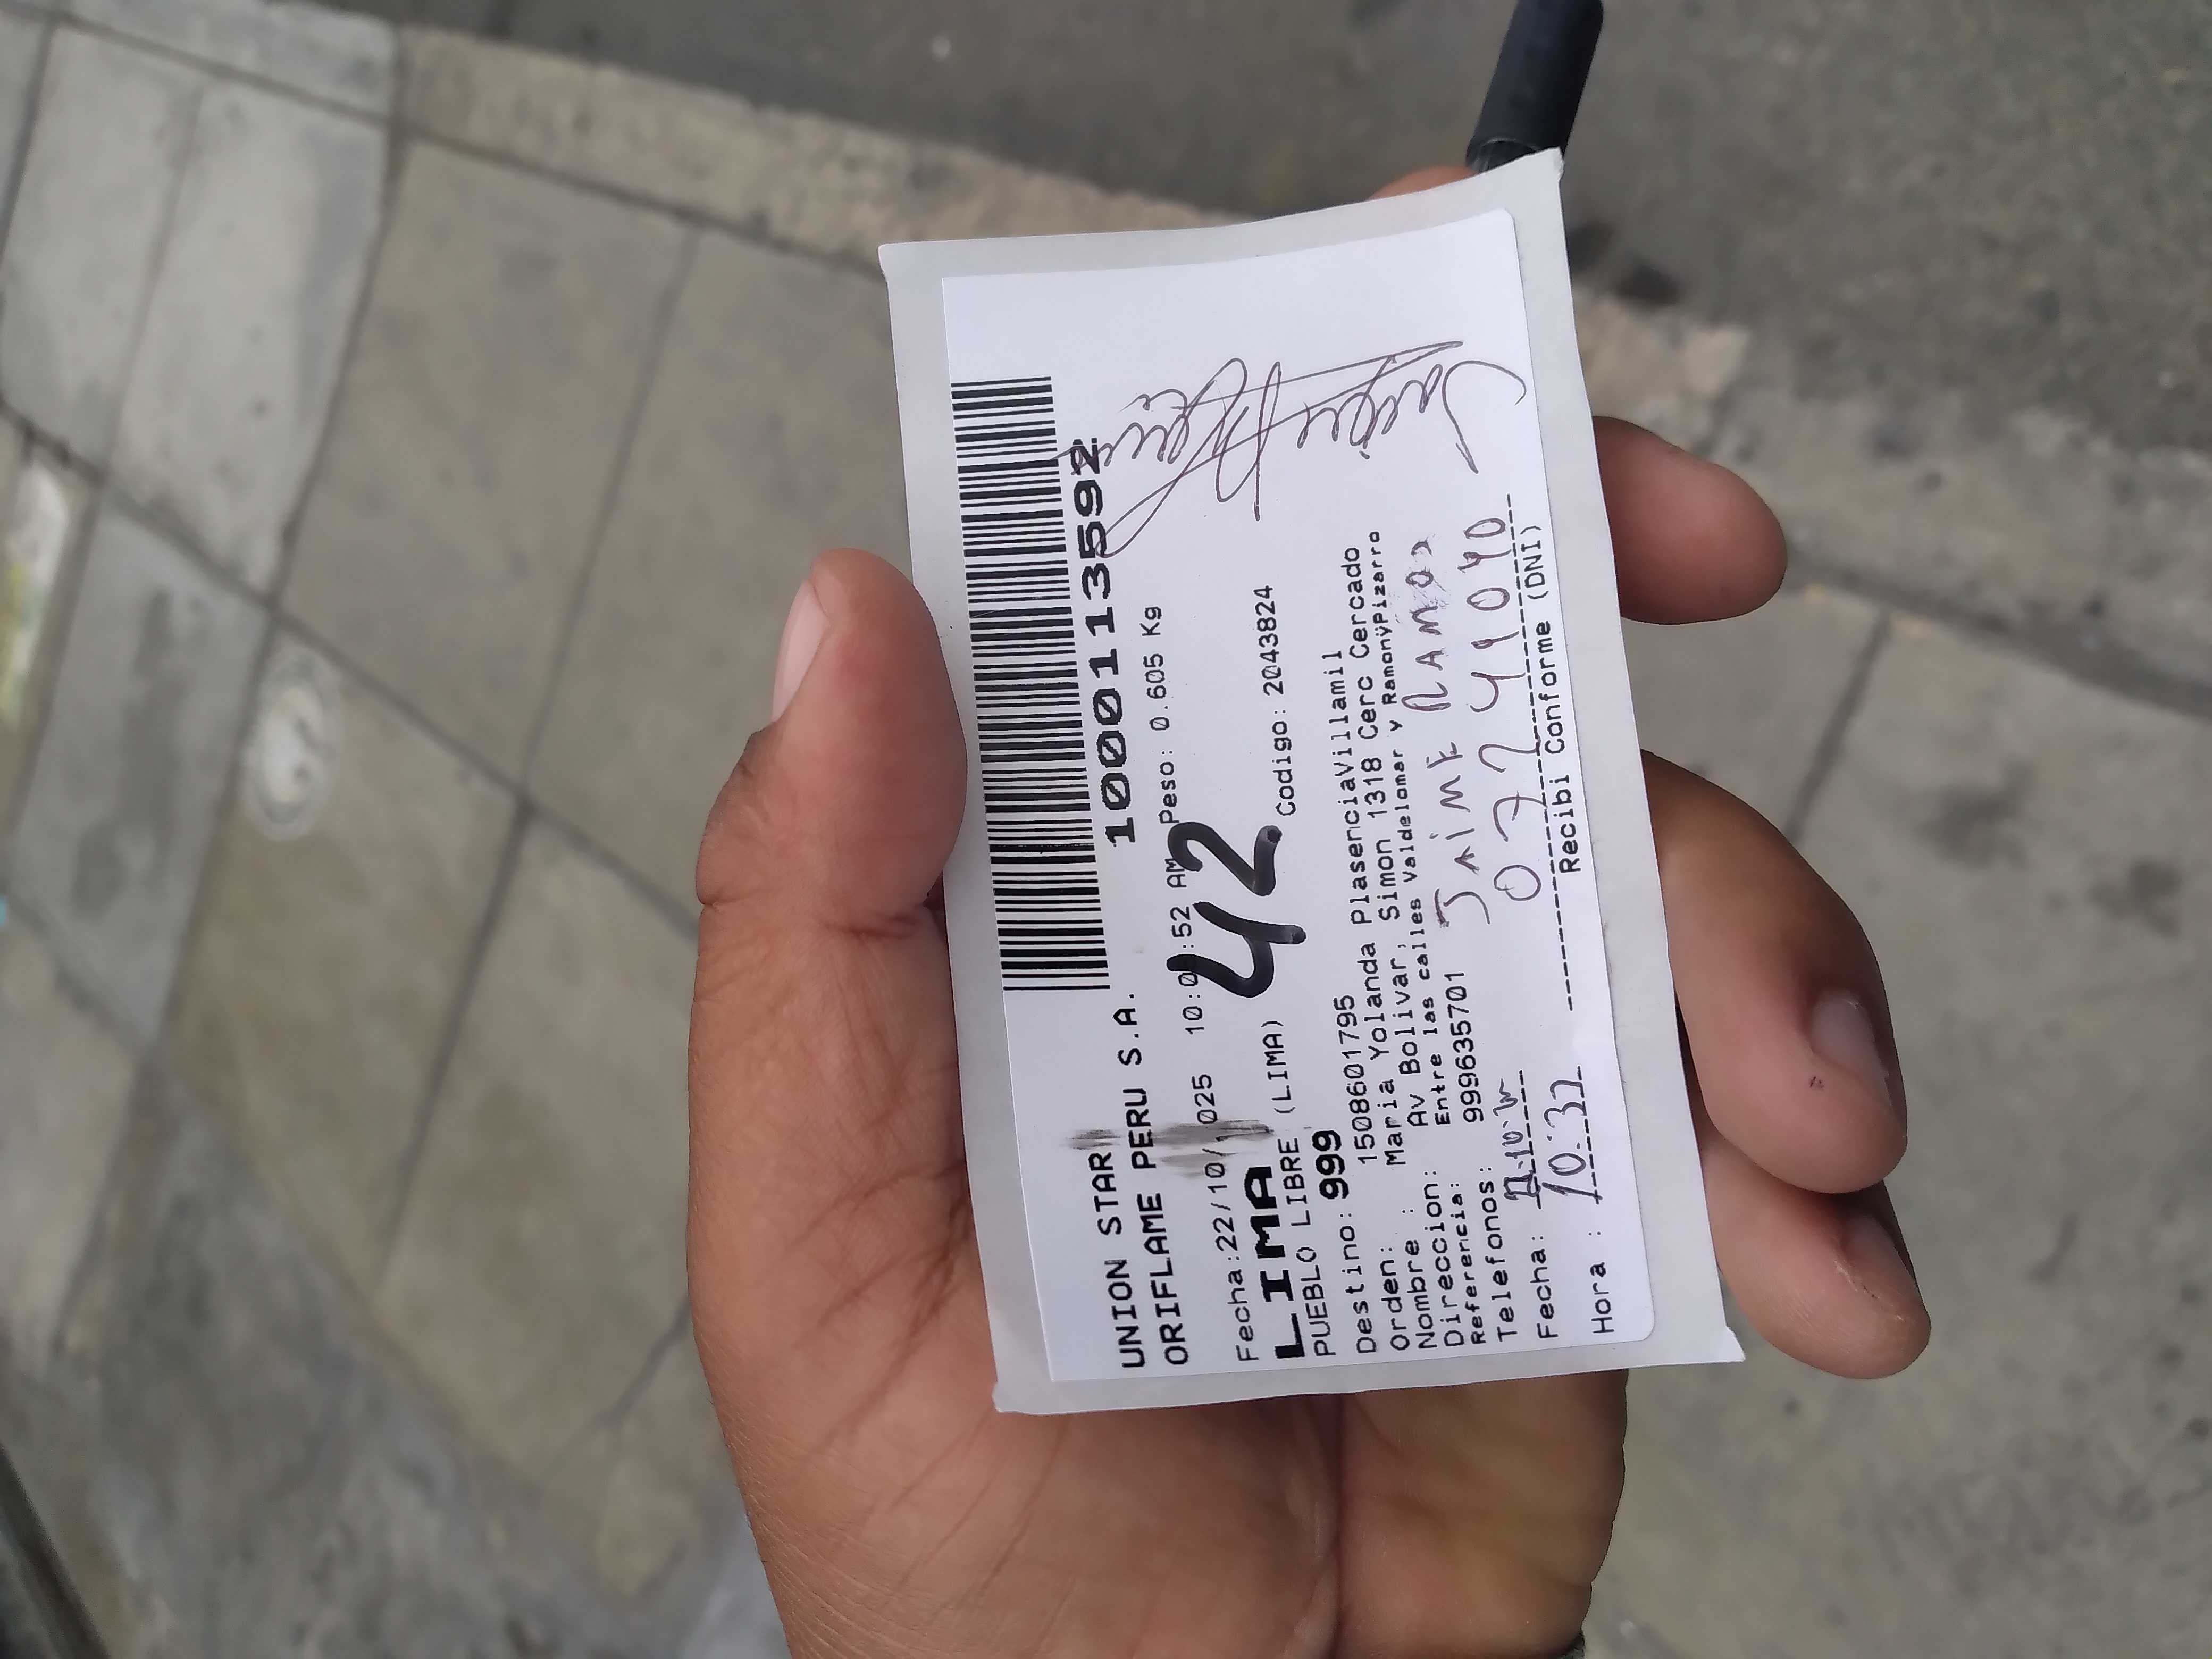 UNION STAR
ORIFLAME PERU S.A.
1000113592
Fecha:22/10/ 025 10:0 :52 AM Peso: 0.605 Kg
LIMA
42
PUEBLO LIBRE (LIMA) Codigo: 2043824
Destino: 999
Orden: 1508601795
Nombre : Maria Yolanda PlasenciaVillamil
Direccion: Av Bolivar, Simon 1318 Cerc Cercado
Referencia: Entre las calles Valdelomar y RamonyPizarro
Telefonos: 999635701
JAIME RAMOS
07241040
Fecha:
Hora : 10:32
Recibi Conforme (DNI)